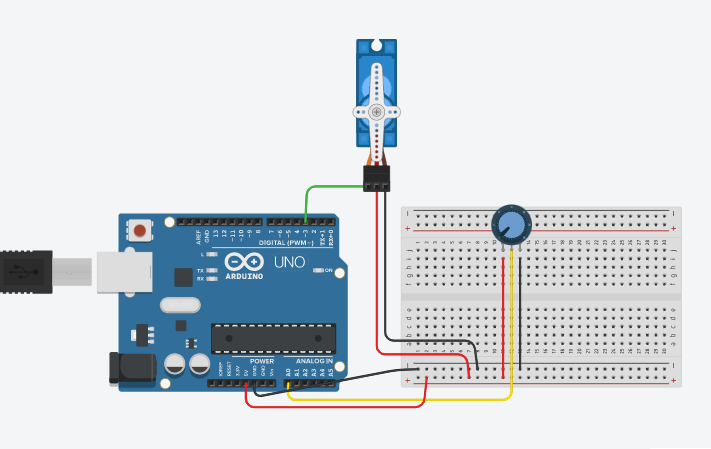 AREF
GND
13
12
~11
~10
~9
8
7
~6
~5
4
~3
2
TX→1
RX←0
DIGITAL (PWM~)
L
TX
RX
UNO
ARDUINO
ON
POWER
ANALOG IN
IOREF
RESET
3.3V
5V
GND
GND
Vin
A0
A1
A2
A3
A4
A5
j
i
h
g
f
e
d
c
b
a